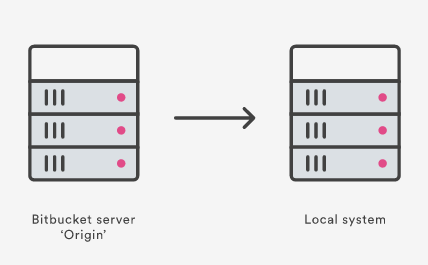 Bitbucket server
‘Origin’
Local system